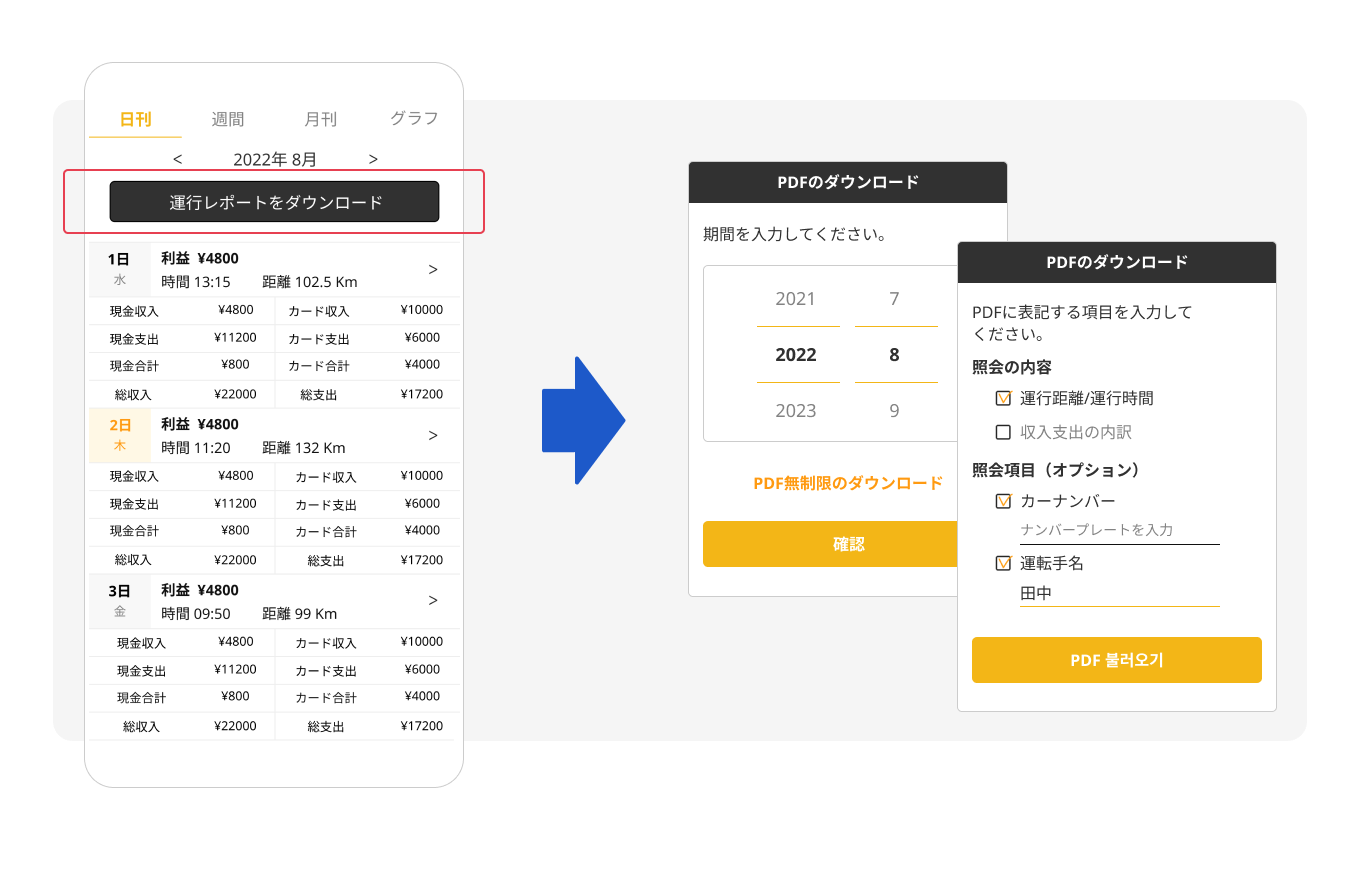 日刊 週間 月刊 グラフ
< 2022年 8月 >
運行レポートをダウンロード
1日 利益 ¥4800 >
水 時間 13:15 距離 102.5 Km
現金収入 ¥4800 カード収入 ¥10000
現金支出 ¥11200 カード支出 ¥6000
現金合計 ¥800 カード合計 ¥4000
総収入 ¥22000 総支出 ¥17200
2日 利益 ¥4800 >
木 時間 11:20 距離 132 Km
現金収入 ¥4800 カード収入 ¥10000
現金支出 ¥11200 カード支出 ¥6000
現金合計 ¥800 カード合計 ¥4000
総収入 ¥22000 総支出 ¥17200
3日 利益 ¥4800 >
金 時間 09:50 距離 99 Km
現金収入 ¥4800 カード収入 ¥10000
現金支出 ¥11200 カード支出 ¥6000
現金合計 ¥800 カード合計 ¥4000
総収入 ¥22000 総支出 ¥17200
PDFのダウンロード
期間を入力してください。
2021 7
2022 8
2023 9
PDF無制限のダウンロード
確認
PDFのダウンロード
PDFに表記する項目を入力して
ください。
照会の内容
運行距離/運行時間
収入支出の内訳
照会項目（オプション）
カーナンバー
ナンバープレートを入力
運転手名
田中
PDF 불러오기